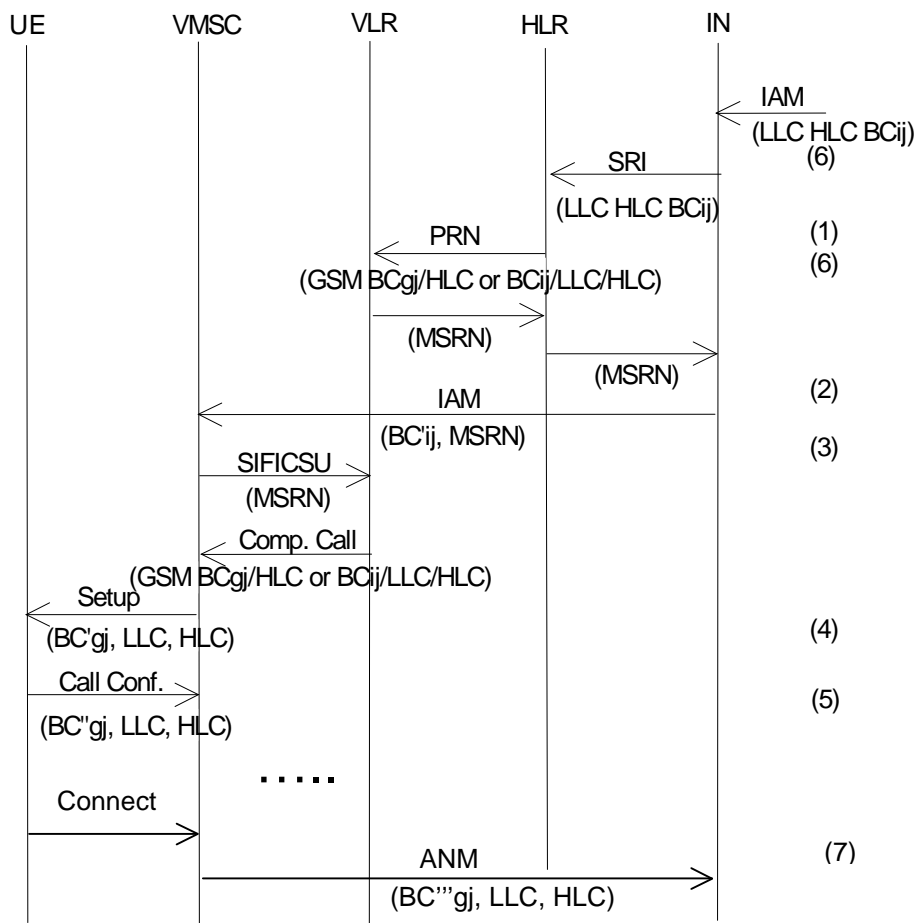 UE VMSC VLR HLR IN
IAM
(LLC HLC BCij)
(6)
SRI
(LLC HLC BCij)
(1)
PRN
(6)
(GSM BCgj/HLC or BCij/LLC/HLC)
(MSRN)
(MSRN)
(2)
IAM
(BC'ij, MSRN)
(3)
SIFICSU
(MSRN)
Comp. Call
(GSM BCgj/HLC or BCij/LLC/HLC)
Setup
(BC'gj, LLC, HLC)
(4)
Call Conf.
(5)
(BC"gj, LLC, HLC)
.....
Connect
ANM
(7)
(BC'''gj, LLC, HLC)